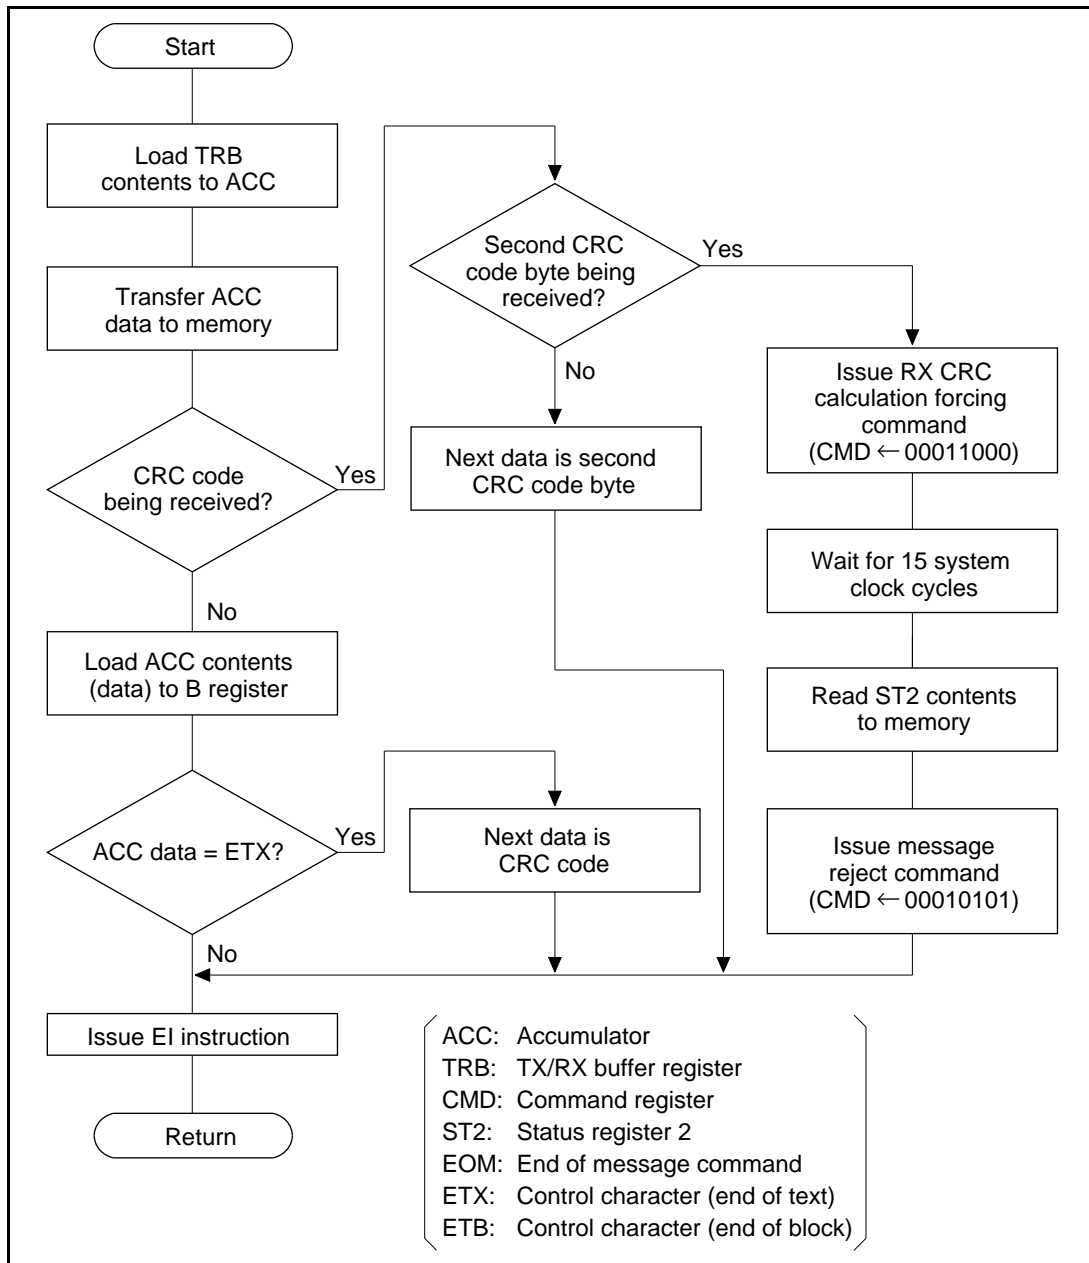 Start
Load TRB
contents to ACC
Transfer ACC
data to memory
CRC code
being received?
Yes
No
Load ACC contents
(data) to B register
ACC data = ETX?
Yes
No
Next data is
CRC code
Second CRC
code byte being
received?
Yes
No
Next data is second
CRC code byte
Issue RX CRC
calculation forcing
command
(CMD ← 00011000)
Wait for 15 system
clock cycles
Read ST2 contents
to memory
Issue message
reject command
(CMD ← 00010101)
Issue EI instruction
Return
ACC: Accumulator
TRB: TX/RX buffer register
CMD: Command register
ST2: Status register 2
EOM: End of message command
ETX: Control character (end of text)
ETB: Control character (end of block)